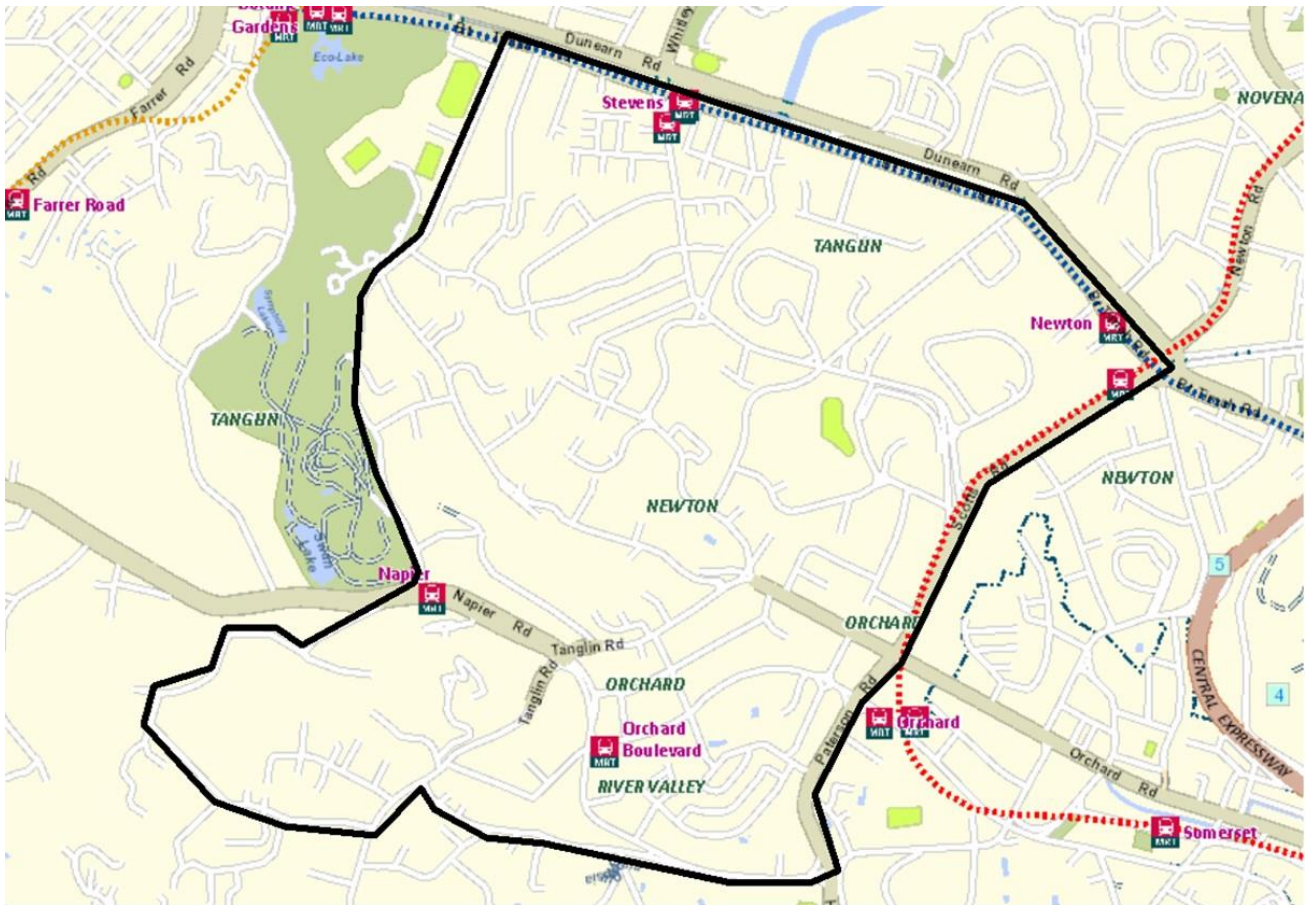 Gardens
MRT
MRT
MRT
Eco-Lake
Farrer Rd
Dunearn Rd
Whitley
Stevens
MRT
MRT
NOVENA
Rd
MRT
Farrer Road
Dunearn Rd
TANGLIN
Newton Rd
Symphony Lake
Newton
MRT
MRT
Bt Timah Rd
TANGLIN
Scotts Rd
NEWTON
NEWTON
Swan Lake
Napier
MRT
Napier Rd
5
ORCHARD
Tanglin Rd
Tanglin Rd
ORCHARD
Paterson Rd
CENTRAL EXPRESSWAY
4
Orchard
MRT
MRT
Orchard Boulevard
MRT
RIVER VALLEY
Orchard Rd
Somerset
MRT